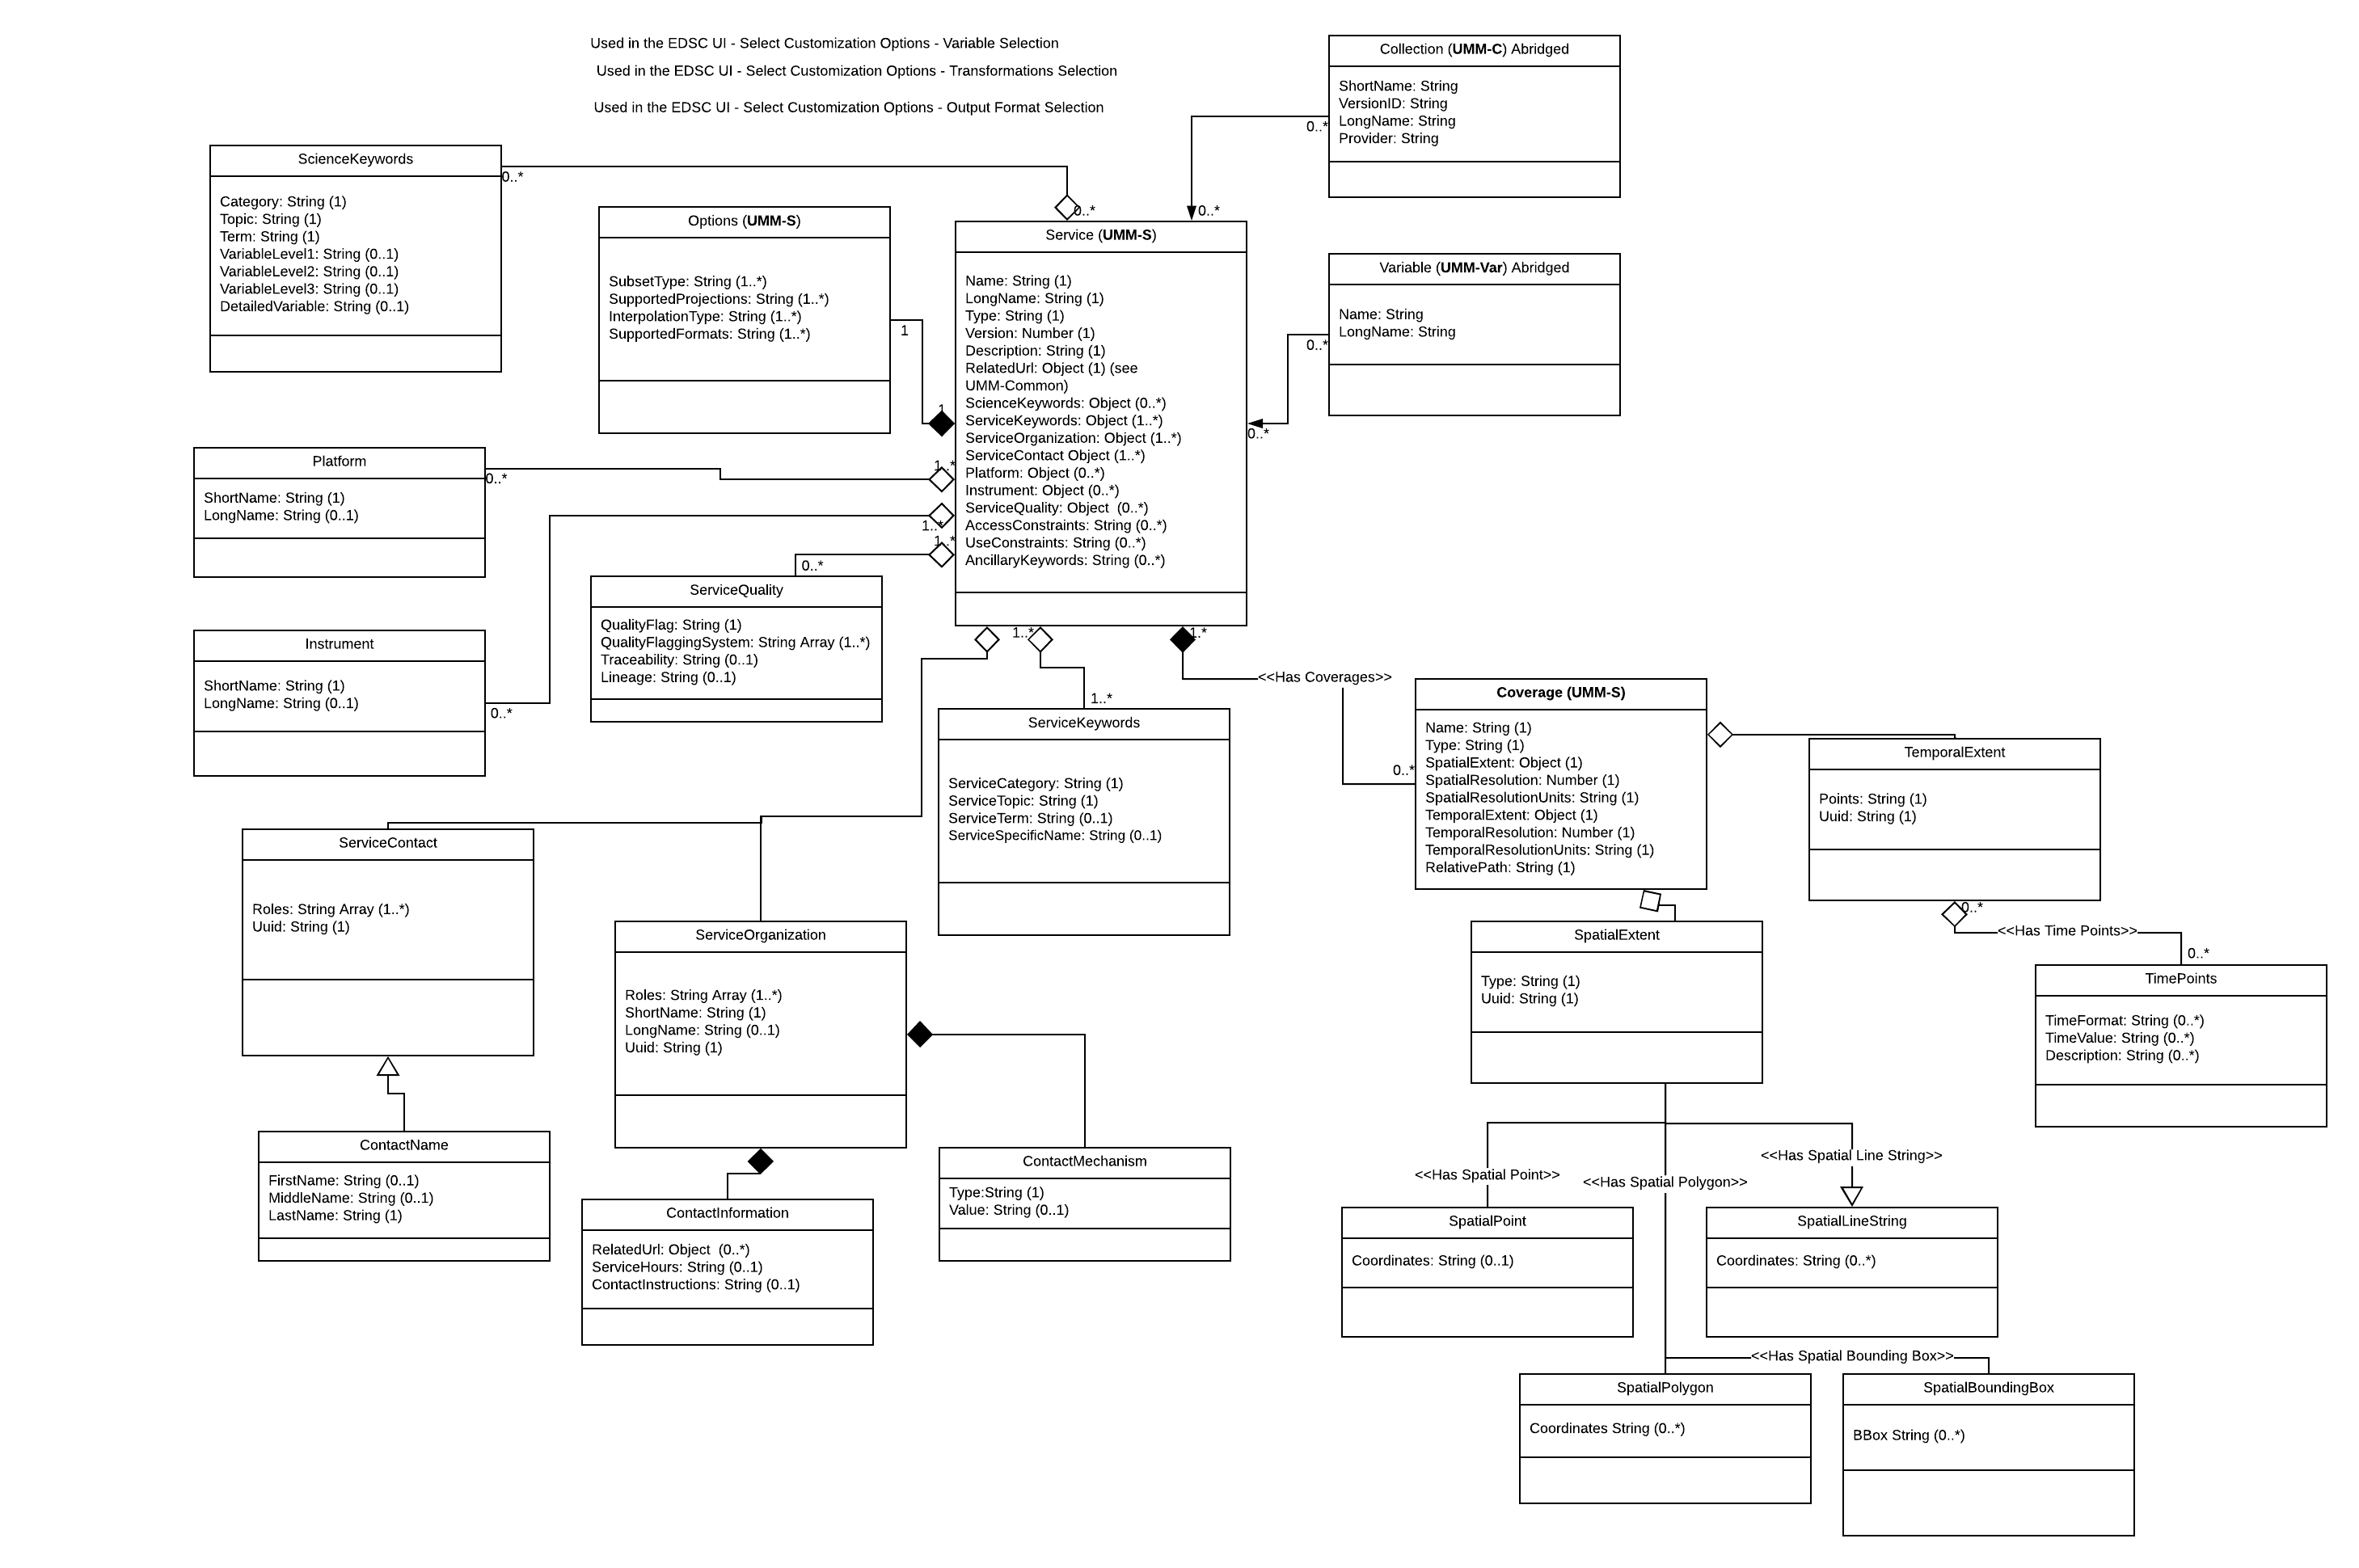 Used in the EDSC UI - Select Customization Options - Variable Selection
Used in the EDSC UI - Select Customization Options - Transformations Selection
Used in the EDSC UI - Select Customization Options - Output Format Selection
Collection (UMM-C) Abridged
ShortName: String
VersionID: String
LongName: String
Provider: String
0..*
0..*
ScienceKeywords
Category: String (1)
Topic: String (1)
Term: String (1)
VariableLevel1: String (0..1)
VariableLevel2: String (0..1)
VariableLevel3: String (0..1)
DetailedVariable: String (0..1)
0..*
0..*
Options (UMM-S)
SubsetType: String (1..*)
SupportedProjections: String (1..*)
InterpolationType: String (1..*)
SupportedFormats: String (1..*)
1
1
Service (UMM-S)
Name: String (1)
LongName: String (1)
Type: String (1)
Version: Number (1)
Description: String (1)
RelatedUrl: Object (1) (see
UMM-Common)
ScienceKeywords: Object (0..*)
ServiceKeywords: Object (1..*)
ServiceOrganization: Object (1..*)
ServiceContact Object (1..*)
Platform: Object (0..*)
Instrument: Object (0..*)
ServiceQuality: Object  (0..*)
AccessConstraints: String (0..*)
UseConstraints: String (0..*)
AncillaryKeywords: String (0..*)
Variable (UMM-Var) Abridged
Name: String
LongName: String
0..*
0..*
Platform
ShortName: String (1)
LongName: String (0..1)
0..*
1..*
1..*
1..*
Instrument
ShortName: String (1)
LongName: String (0..1)
0..*
0..*
ServiceQuality
QualityFlag: String (1)
QualityFlaggingSystem: String Array (1..*)
Traceability: String (0..1)
Lineage: String (0..1)
1..*
1..*
1..*
ServiceKeywords
ServiceCategory: String (1)
ServiceTopic: String (1)
ServiceTerm: String (0..1)
ServiceSpecificName: String (0..1)
<<Has Coverages>>
0..*
Coverage (UMM-S)
Name: String (1)
Type: String (1)
SpatialExtent: Object (1)
SpatialResolution: Number (1)
SpatialResolutionUnits: String (1)
TemporalExtent: Object (1)
TemporalResolution: Number (1)
TemporalResolutionUnits: String (1)
RelativePath: String (1)
TemporalExtent
Points: String (1)
Uuid: String (1)
0..*
<<Has Time Points>>
0..*
TimePoints
TimeFormat: String (0..*)
TimeValue: String (0..*)
Description: String (0..*)
ServiceContact
Roles: String Array (1..*)
Uuid: String (1)
ServiceOrganization
Roles: String Array (1..*)
ShortName: String (1)
LongName: String (0..1)
Uuid: String (1)
SpatialExtent
Type: String (1)
Uuid: String (1)
ContactName
FirstName: String (0..1)
MiddleName: String (0..1)
LastName: String (1)
ContactInformation
RelatedUrl: Object  (0..*)
ServiceHours: String (0..1)
ContactInstructions: String (0..1)
ContactMechanism
Type:String (1)
Value: String (0..1)
<<Has Spatial Point>>
<<Has Spatial Polygon>>
<<Has Spatial Line String>>
SpatialPoint
Coordinates: String (0..1)
SpatialLineString
Coordinates: String (0..*)
<<Has Spatial Bounding Box>>
SpatialPolygon
Coordinates String (0..*)
SpatialBoundingBox
BBox String (0..*)